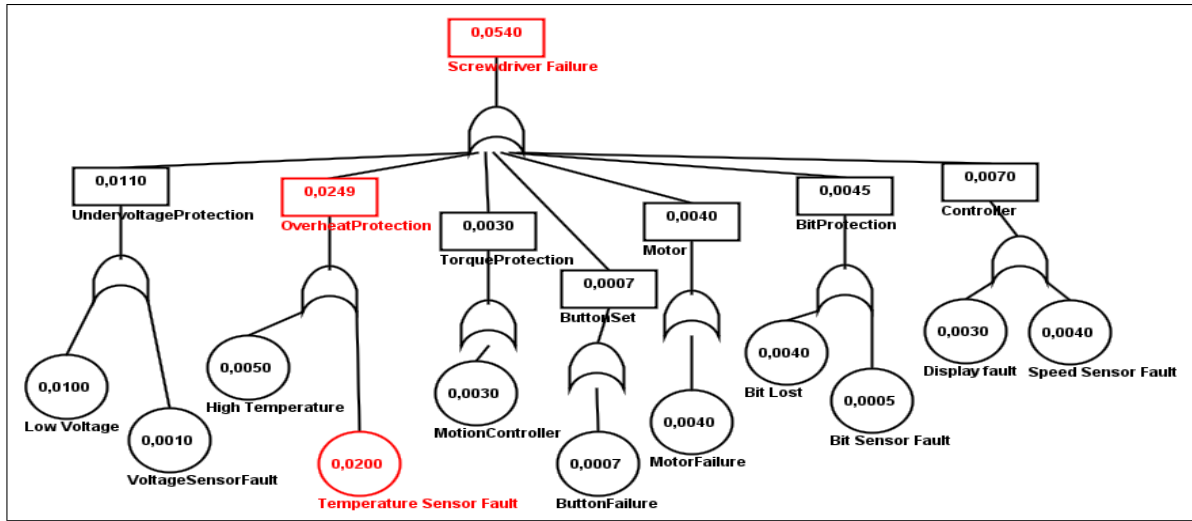 0,0540
Screwdriver Failure
0,0110
UndervoltageProtection
0,0249
OverheatProtection
0,0030
TorqueProtection
0,0007
ButtonSet
0,0040
Motor
0,0045
BitProtection
0,0070
Controller
0,0100
Low Voltage
0,0010
VoltageSensorFault
0,0050
High Temperature
0,0200
Temperature Sensor Fault
0,0030
MotionController
0,0007
ButtonFailure
0,0040
MotorFailure
0,0040
Bit Lost
0,0005
Bit Sensor Fault
0,0030
Display fault
0,0040
Speed Sensor Fault